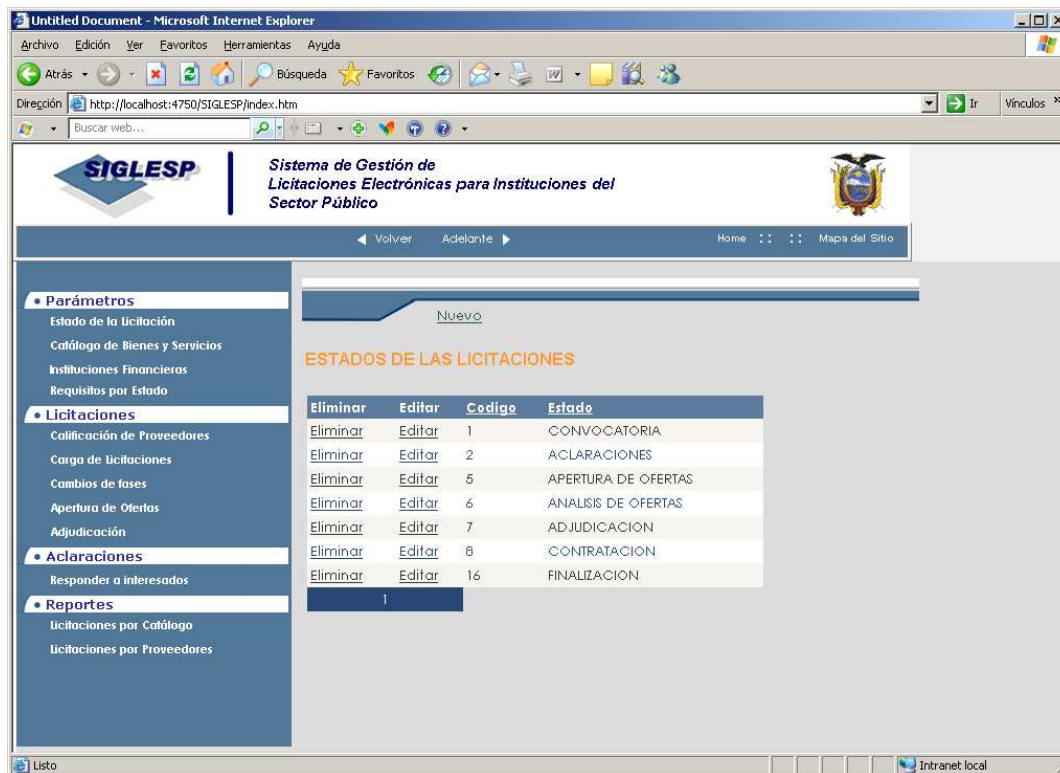 Untitled Document - Microsoft Internet Explorer
Archivo Edición Ver Favoritos Herramientas Ayuda
Atrás Búsqueda Favoritos
Dirección http://localhost:4750/SIGLESP/index.htm Ir Vínculos »
Buscar web...
SIGLESP
Sistema de Gestión de
Licitaciones Electrónicas para Instituciones del
Sector Público
Volver Adelante Home :: :: Mapa del Sitio
• Parámetros
Estado de la Licitación
Catálogo de Bienes y Servicios
Instituciones Financieras
Requisitos por Estado
• Licitaciones
Calificación de Proveedores
Carga de Licitaciones
Cambios de fases
Apertura de Ofertas
Adjudicación
• Aclaraciones
Responder a interesados
• Reportes
Licitaciones por Catálogo
Licitaciones por Proveedores
Nuevo
ESTADOS DE LAS LICITACIONES
Eliminar Editar Codigo Estado
Eliminar Editar 1 CONVOCATORIA
Eliminar Editar 2 ACLARACIONES
Eliminar Editar 5 APERTURA DE OFERTAS
Eliminar Editar 6 ANALISIS DE OFERTAS
Eliminar Editar 7 ADJUDICACION
Eliminar Editar 8 CONTRATACION
Eliminar Editar 16 FINALIZACION
1
Listo Intranet local